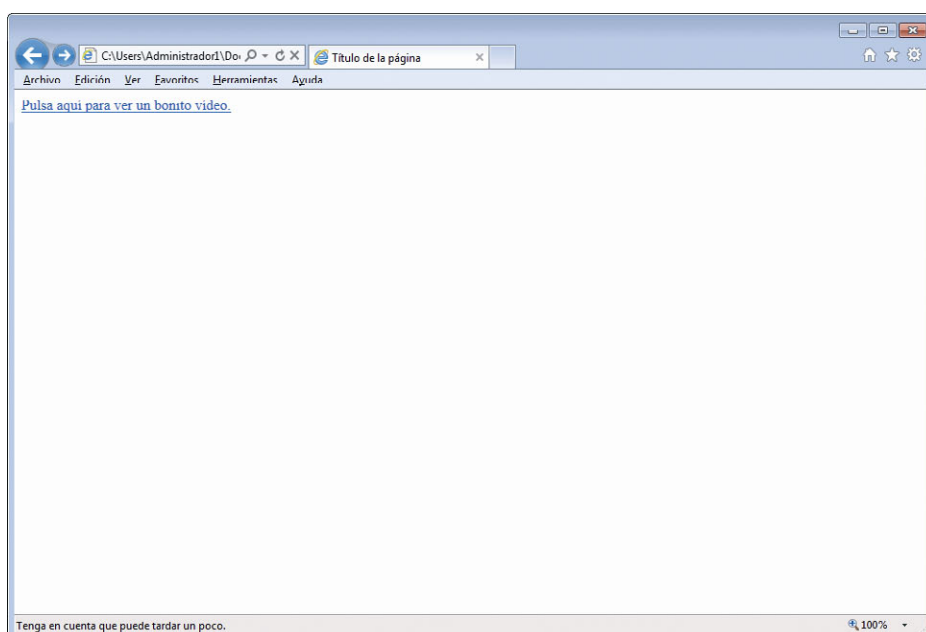 C:\Users\Administrador1\Do
Título de la página
Archivo Edición Ver Favoritos Herramientas Ayuda
Pulsa aqui para ver un bonito video.
Tenga en cuenta que puede tardar un poco.
100%